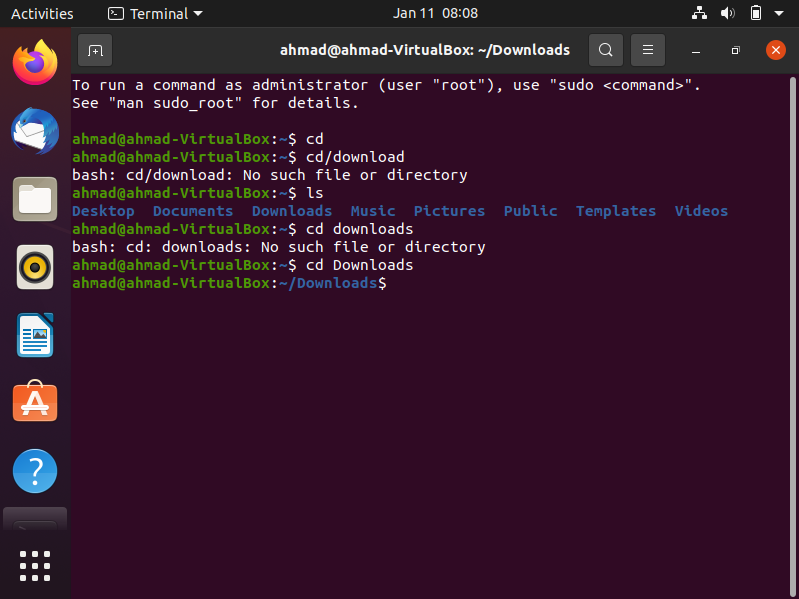 Activities
Terminal
Jan 11 08:08
ahmad@ahmad-VirtualBox: ~/Downloads
To run a command as administrator (user "root"), use "sudo <command>".
See "man sudo_root" for details.
ahmad@ahmad-VirtualBox:~$ cd
ahmad@ahmad-VirtualBox:~$ cd/download
bash: cd/download: No such file or directory
ahmad@ahmad-VirtualBox:~$ ls
Desktop Documents Downloads Music Pictures Public Templates Videos
ahmad@ahmad-VirtualBox:~$ cd downloads
bash: cd: downloads: No such file or directory
ahmad@ahmad-VirtualBox:~$ cd Downloads
ahmad@ahmad-VirtualBox:~/Downloads$